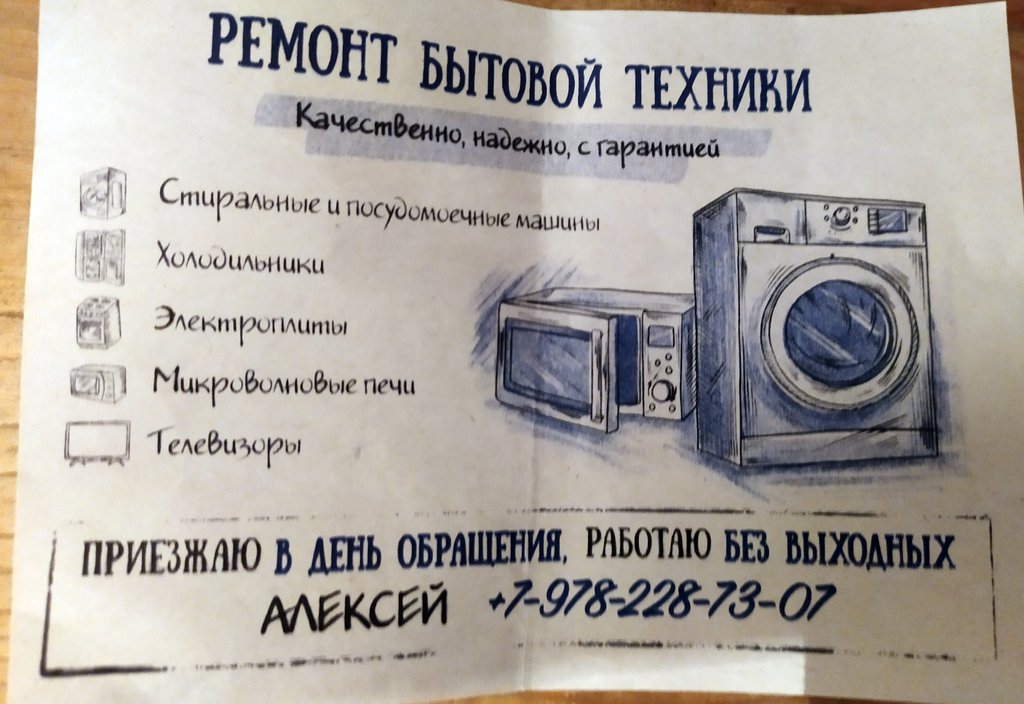 РЕМОНТ БЫТОВОЙ ТЕХНИКИ
Качественно, надежно, с гарантией
Стиральные и посудомоечные машины
Холодильники
Электроплиты
Микроволновые печи
Телевизоры
ПРИЕЗЖАЮ В ДЕНЬ ОБРАЩЕНИЯ, РАБОТАЮ БЕЗ ВЫХОДНЫХ
АЛЕКСЕЙ +7-978-228-73-07